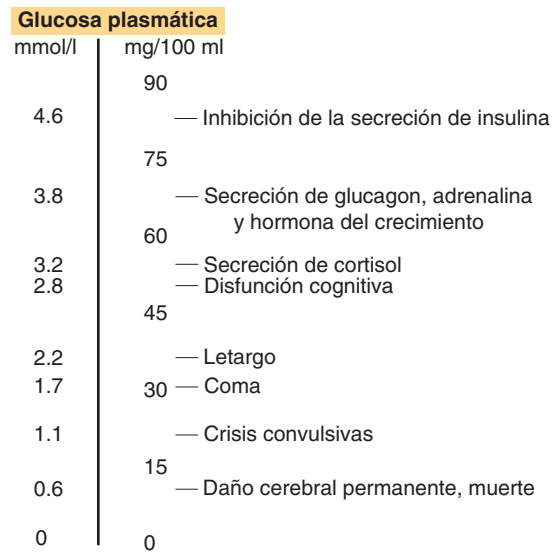 Glucosa plasmática
mmol/l mg/100 ml
90
4.6 — Inhibición de la secreción de insulina
75
3.8 — Secreción de glucagon, adrenalina
y hormona del crecimiento
60
3.2 — Secreción de cortisol
2.8 — Disfunción cognitiva
45
2.2 — Letargo
1.7 30 — Coma
1.1 — Crisis convulsivas
15
0.6 — Daño cerebral permanente, muerte
0 0